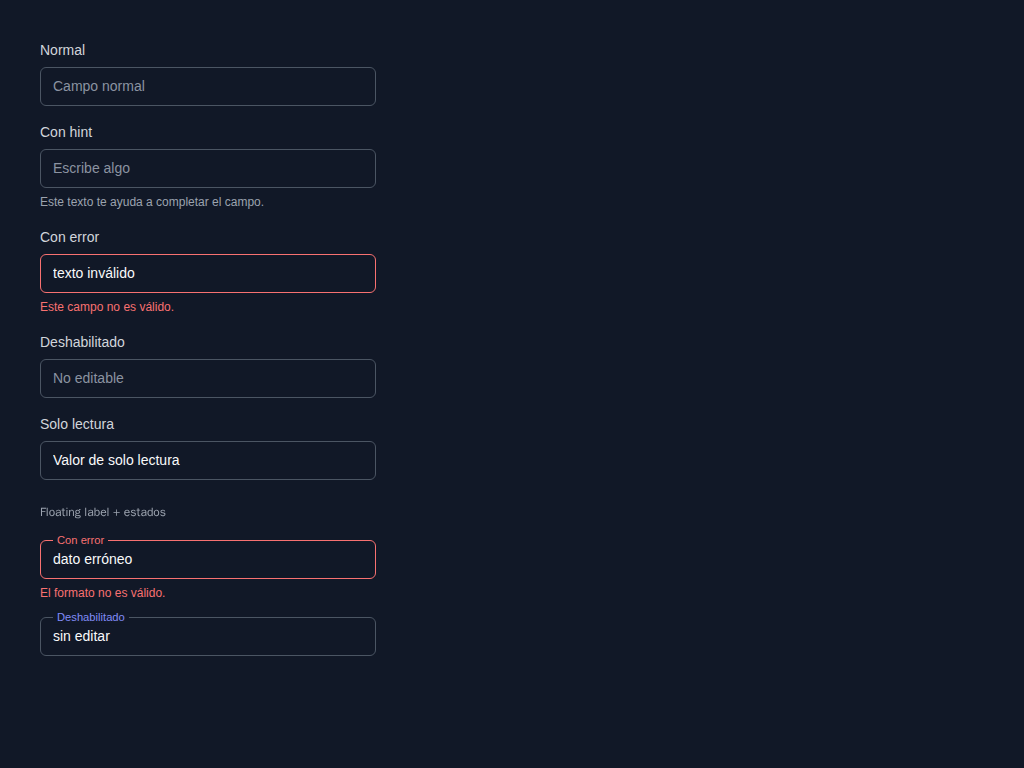 Normal
Campo normal
Con hint
Escribe algo
Este texto te ayuda a completar el campo.
Con error
texto inválido
Este campo no es válido.
Deshabilitado
No editable
Solo lectura
Valor de solo lectura
Floating label + estados
Con error
dato erróneo
El formato no es válido.
Deshabilitado
sin editar